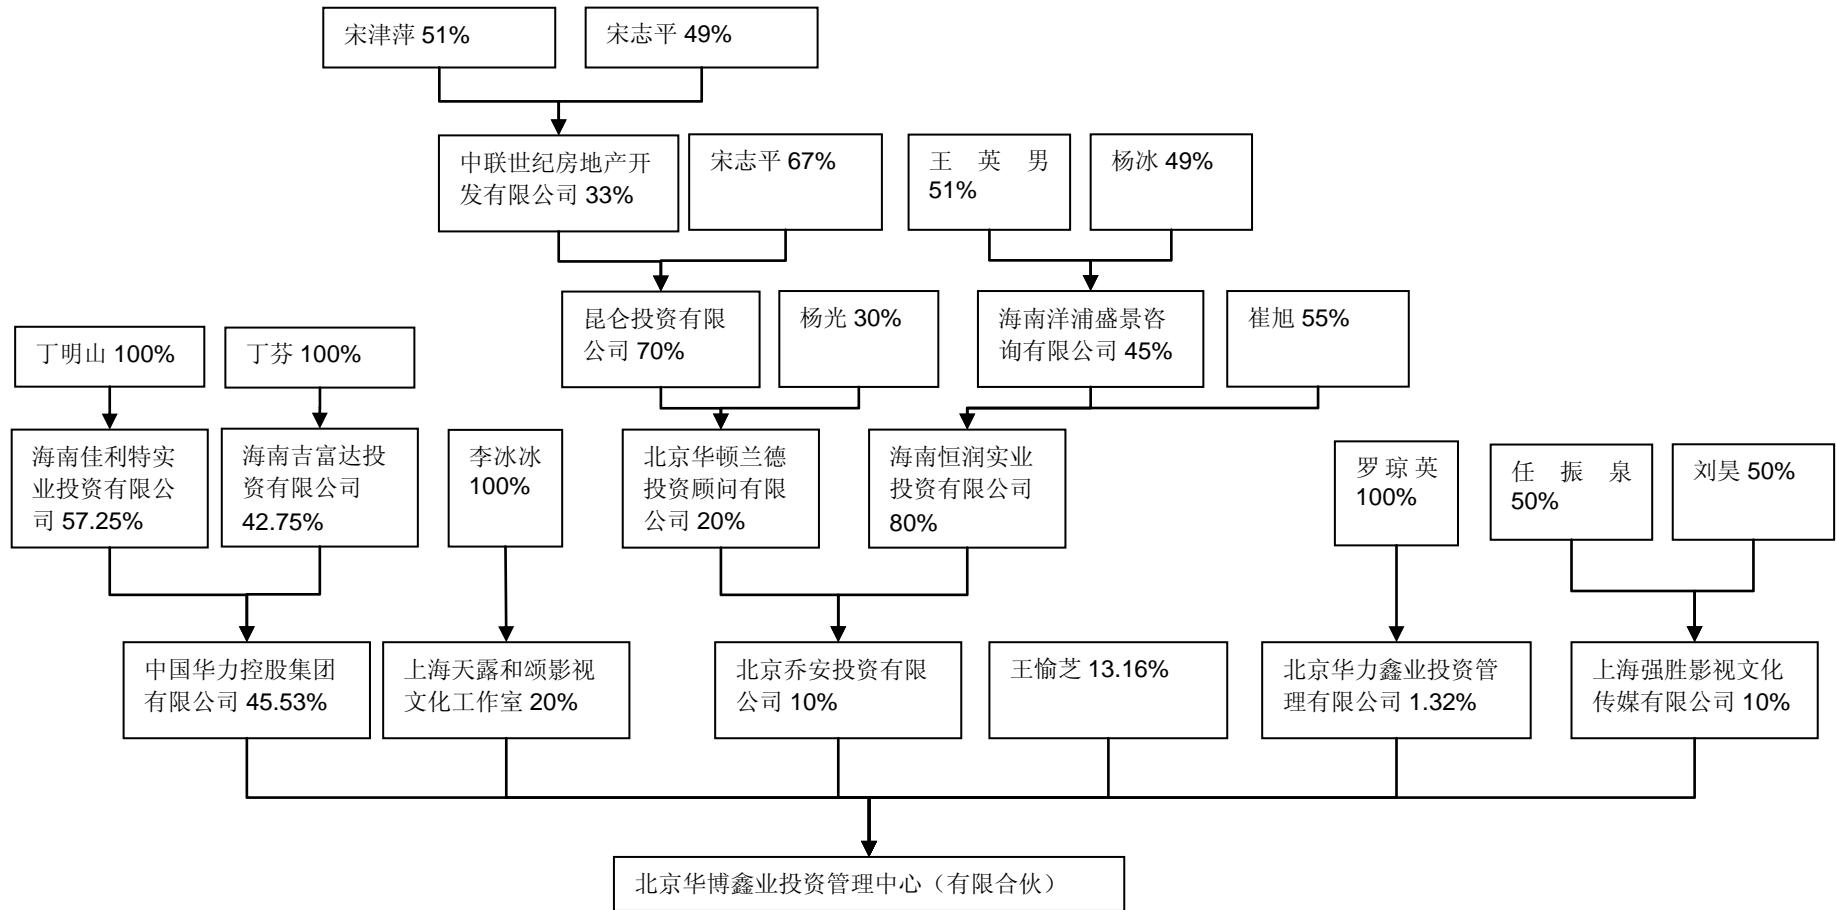 宋津萍 51%
宋志平 49%
中联世纪房地产开
发有限公司 33%
宋志平 67%
王英男
51%
杨冰 49%
昆仑投资有限
公司 70%
杨光 30%
海南洋浦盛景咨
询有限公司 45%
崔旭 55%
丁明山 100%
丁芬 100%
海南佳利特实
业投资有限公
司 57.25%
海南吉富达投
资有限公司
42.75%
李冰冰
100%
北京华顿兰德
投资顾问有限
公司 20%
海南恒润实业
投资有限公司
80%
罗琼英
100%
任振泉
50%
刘昊 50%
中国华力控股集团
有限公司 45.53%
上海天露和颂影视
文化工作室 20%
北京乔安投资有限
公司 10%
王愉芝 13.16%
北京华力鑫业投资管
理有限公司 1.32%
上海强胜影视文化
传媒有限公司 10%
北京华博鑫业投资管理中心（有限合伙）